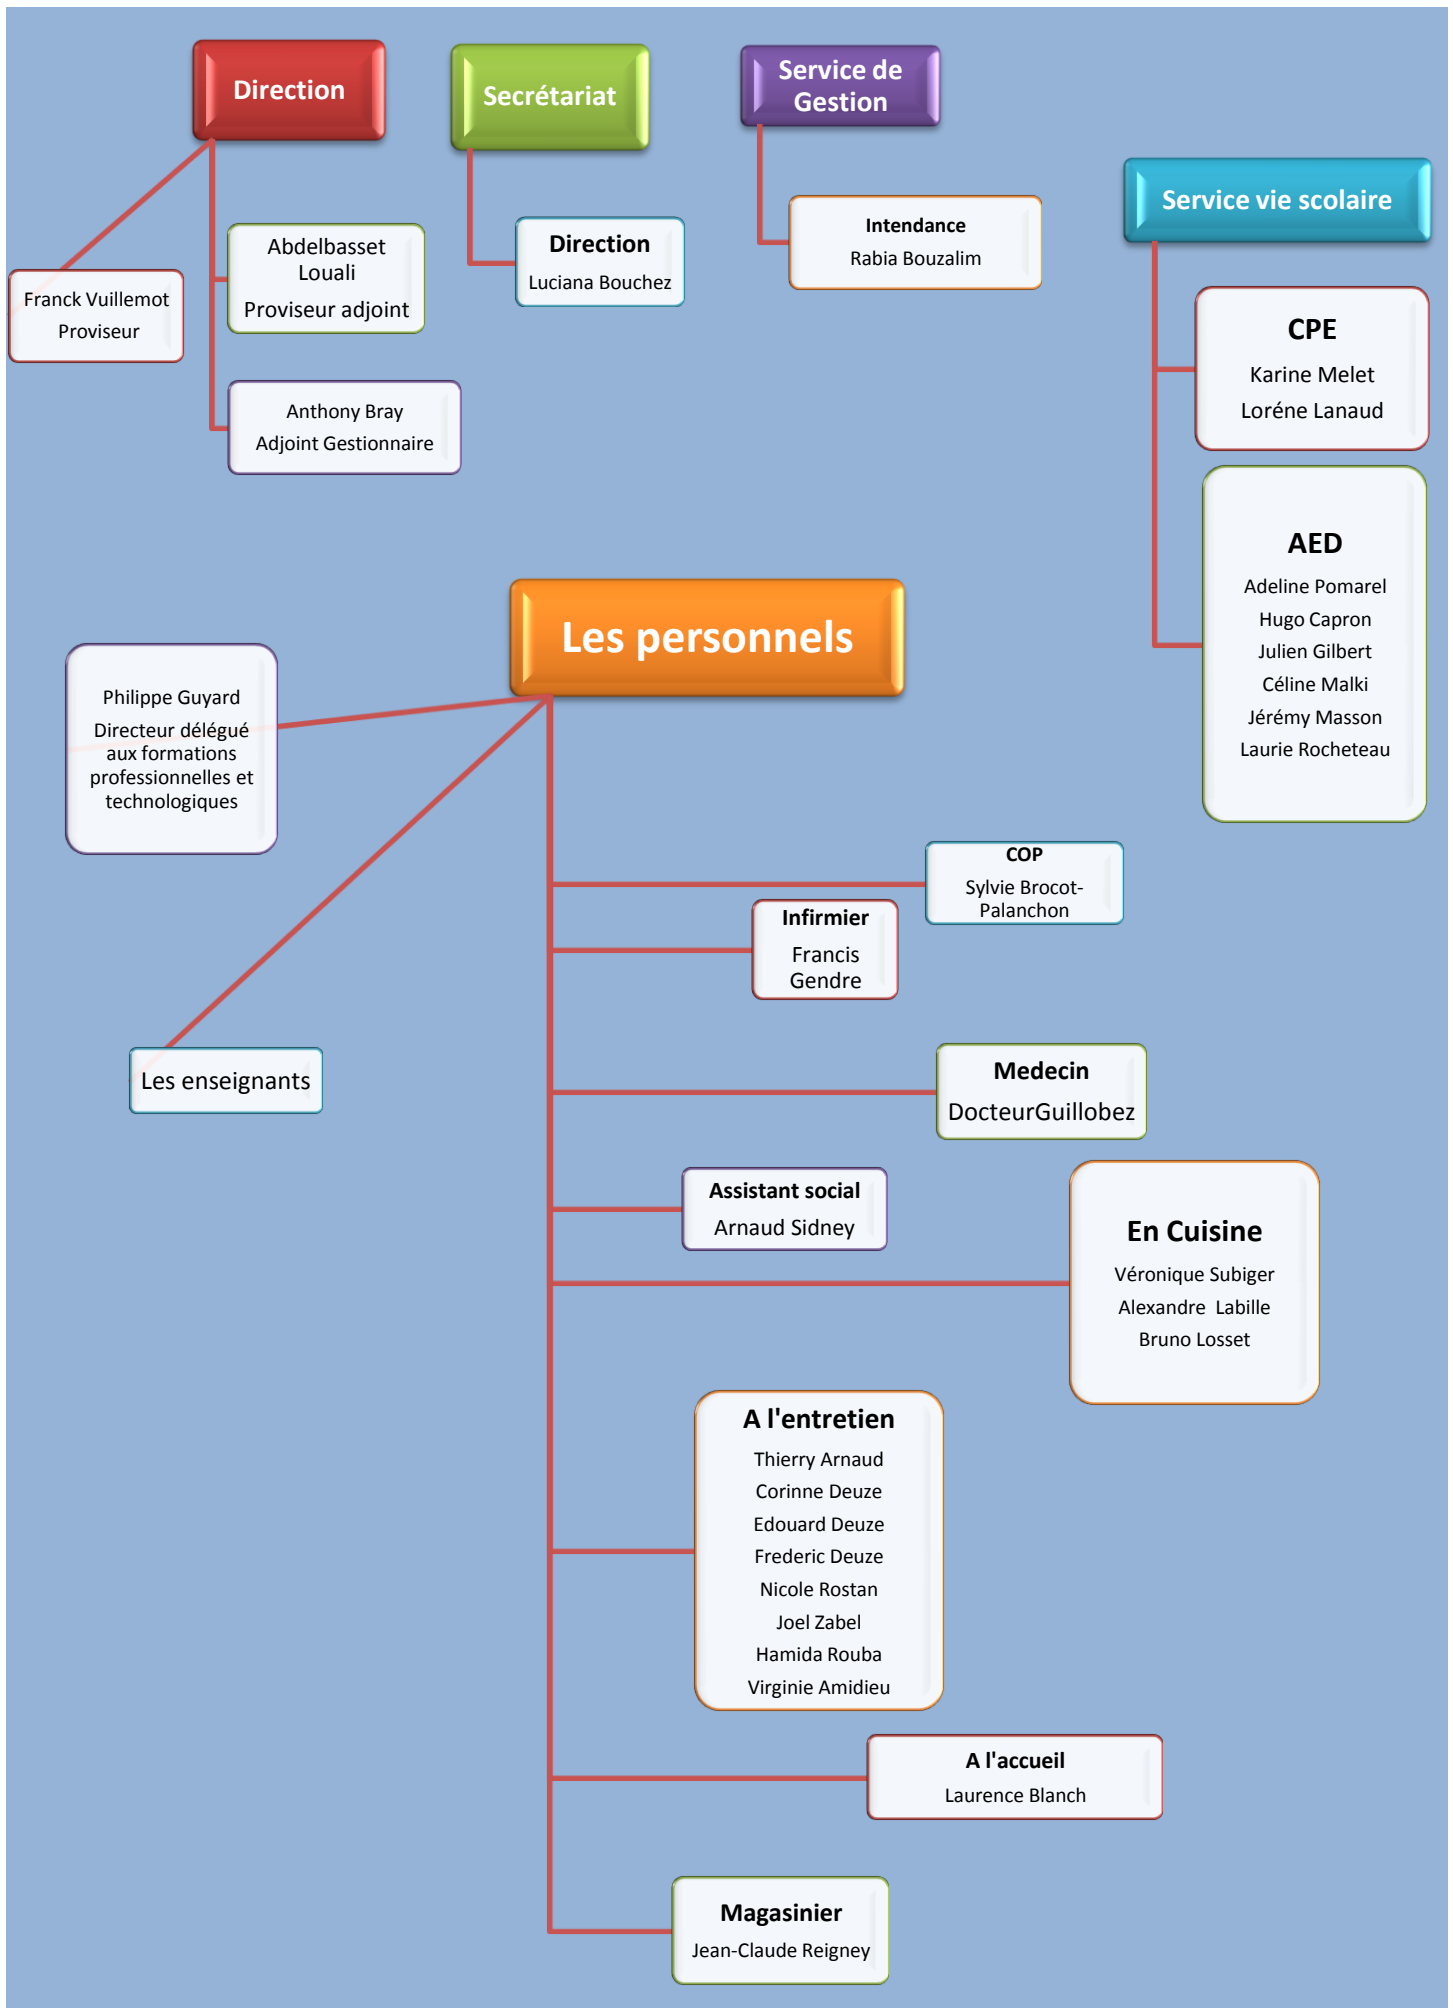 Direction
Secrétariat
Service de
Gestion
Service vie scolaire
Franck Vuillemot
Proviseur
Abdelbasset
Louali
Proviseur adjoint
Anthony Bray
Adjoint Gestionnaire
Direction
Luciana Bouchez
Intendance
Rabia Bouzalim
CPE
Karine Melet
Loréne Lanaud
AED
Adeline Pomarel
Hugo Capron
Julien Gilbert
Céline Malki
Jérémy Masson
Laurie Rocheteau
Les personnels
Philippe Guyard
Directeur délégué
aux formations
professionnelles et
technologiques
Les enseignants
COP
Sylvie Brocot-
Palanchon
Infirmier
Francis
Gendre
Medecin
DocteurGuillobez
Assistant social
Arnaud Sidney
En Cuisine
Véronique Subiger
Alexandre  Labille
Bruno Losset
A l'entretien
Thierry Arnaud
Corinne Deuze
Edouard Deuze
Frederic Deuze
Nicole Rostan
Joel Zabel
Hamida Rouba
Virginie Amidieu
A l'accueil
Laurence Blanch
Magasinier
Jean-Claude Reigney